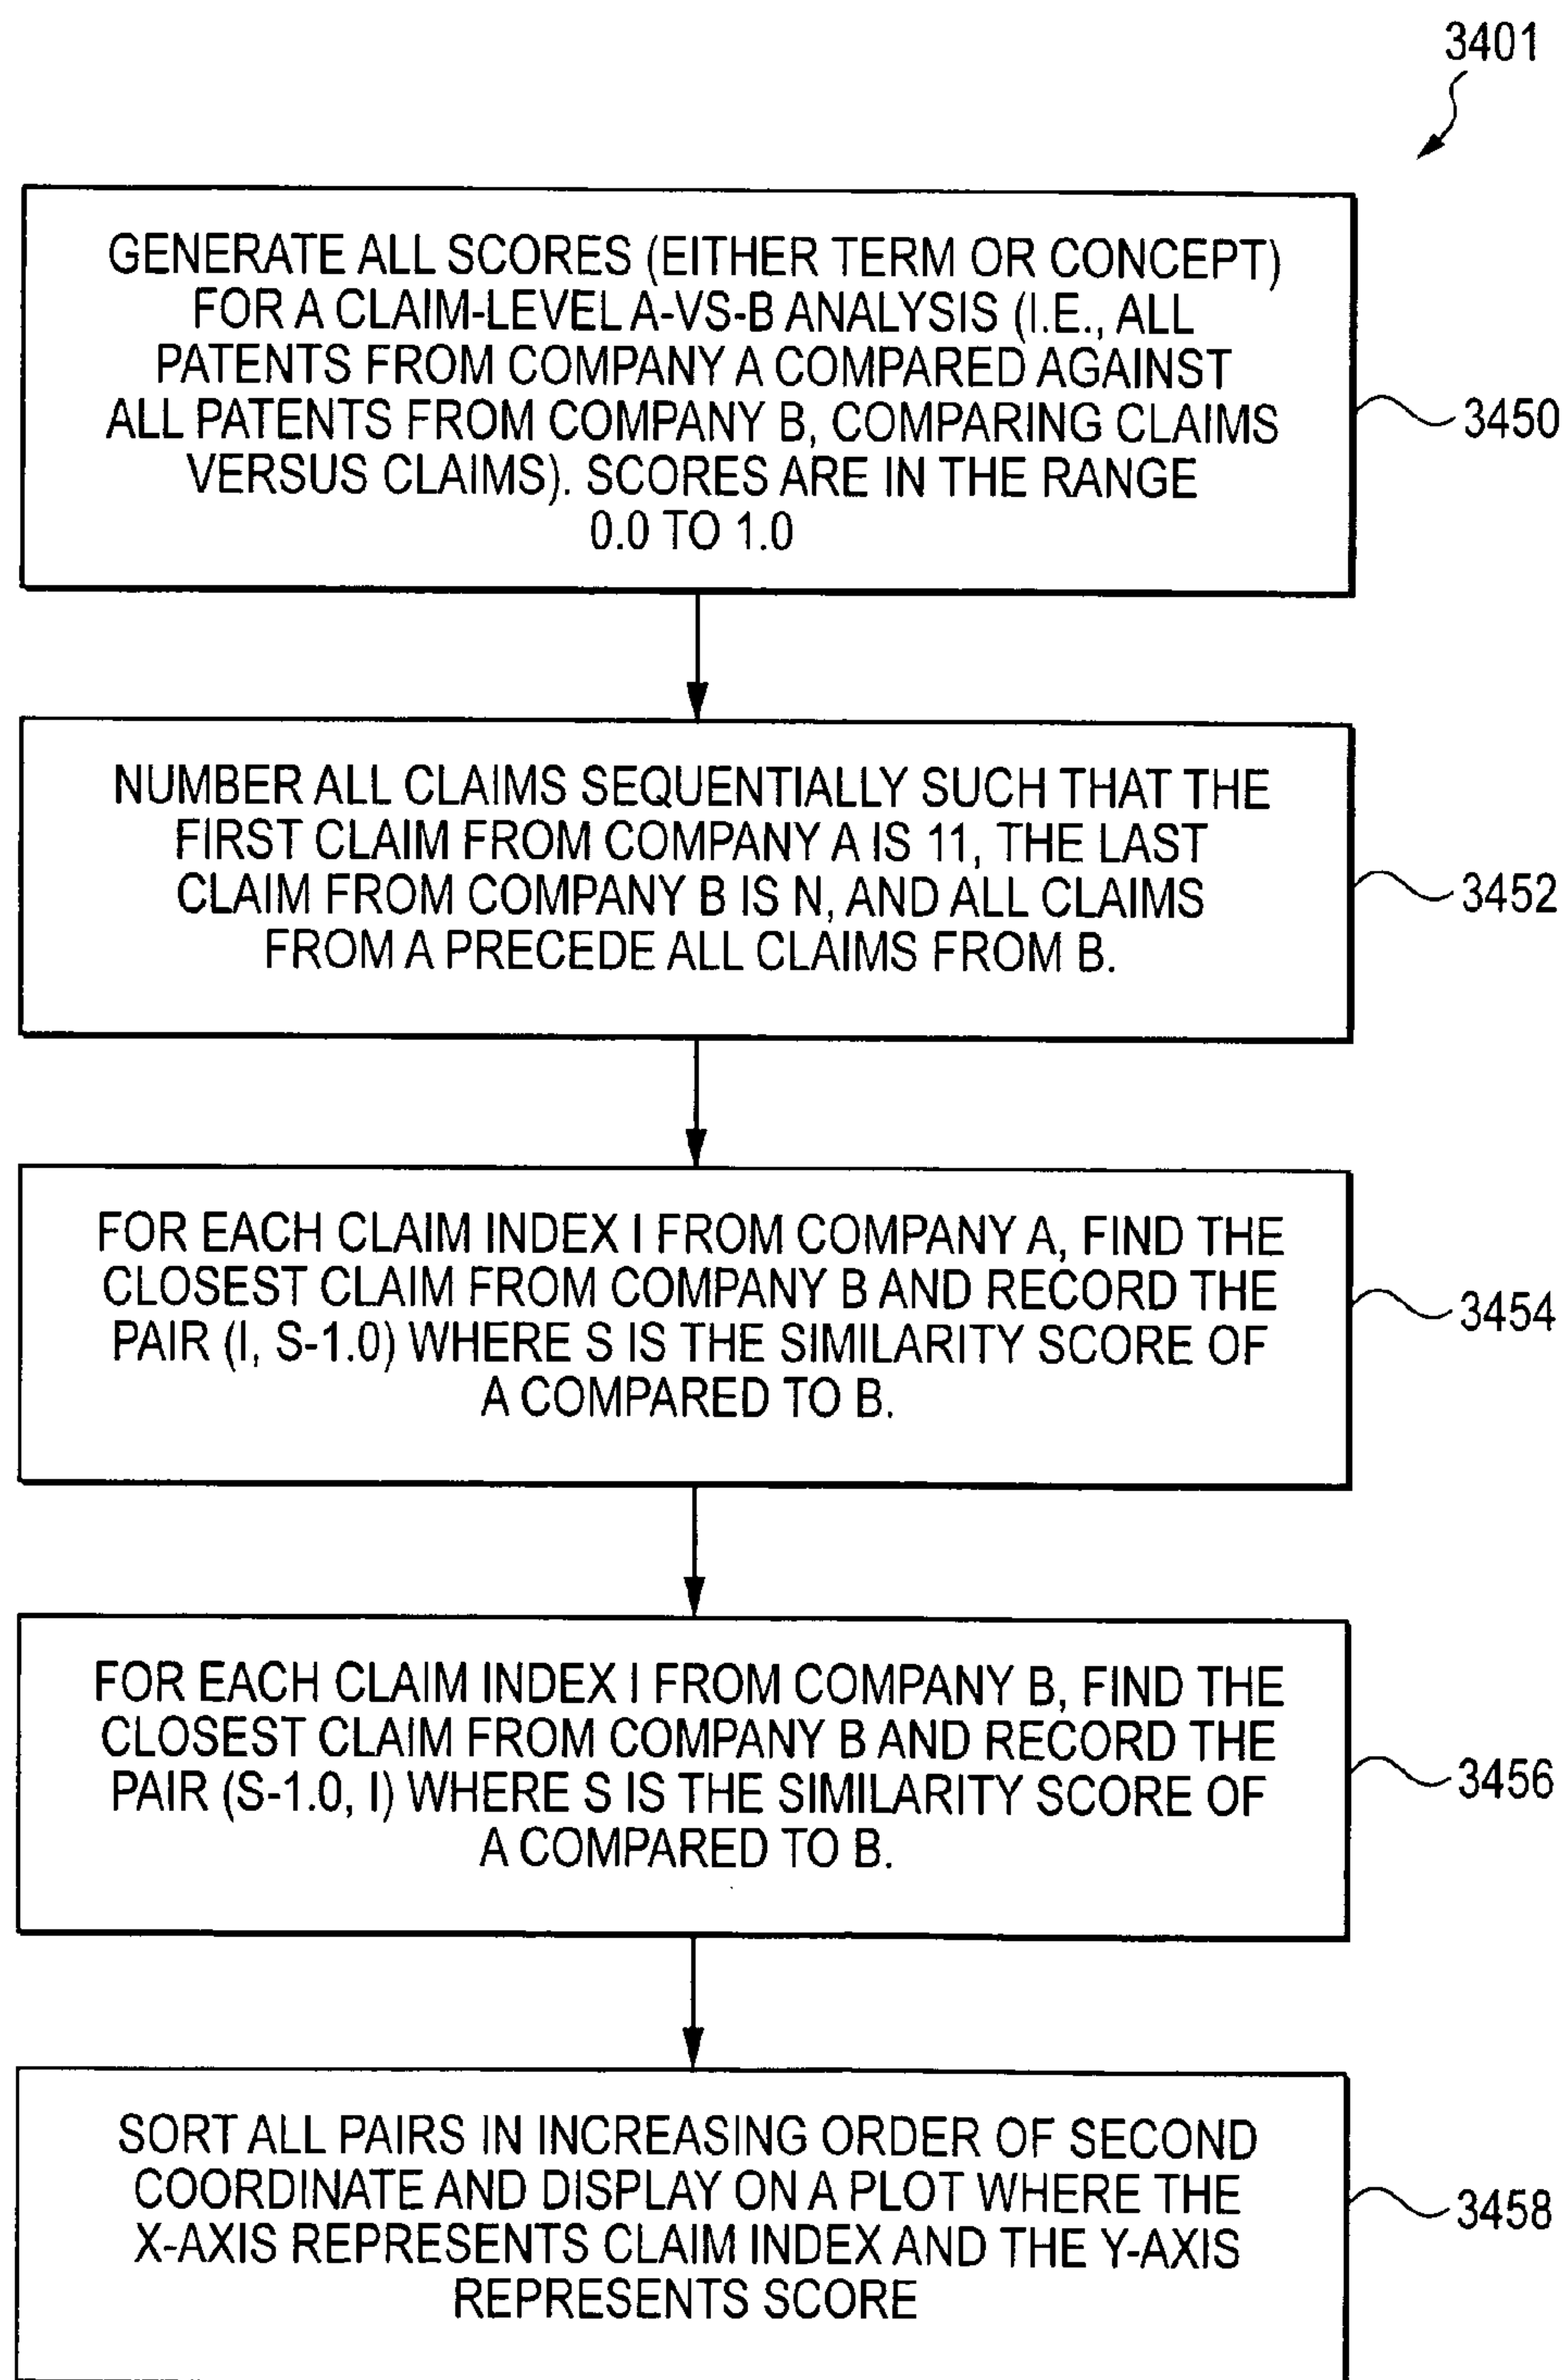 3401
GENERATE ALL SCORES (EITHER TERM OR CONCEPT)
FOR A CLAIM-LEVEL A-VS-B ANALYSIS (I.E., ALL
PATENTS FROM COMPANY A COMPARED AGAINST
ALL PATENTS FROM COMPANY B, COMPARING CLAIMS
VERSUS CLAIMS). SCORES ARE IN THE RANGE
0.0 TO 1.0
3450
NUMBER ALL CLAIMS SEQUENTIALLY SUCH THAT THE
FIRST CLAIM FROM COMPANY A IS 11, THE LAST
CLAIM FROM COMPANY B IS N, AND ALL CLAIMS
FROM A PRECEDE ALL CLAIMS FROM B.
3452
FOR EACH CLAIM INDEX I FROM COMPANY A, FIND THE
CLOSEST CLAIM FROM COMPANY B AND RECORD THE
PAIR (I, S-1.0) WHERE S IS THE SIMILARITY SCORE OF
A COMPARED TO B.
3454
FOR EACH CLAIM INDEX I FROM COMPANY B, FIND THE
CLOSEST CLAIM FROM COMPANY B AND RECORD THE
PAIR (S-1.0, I) WHERE S IS THE SIMILARITY SCORE OF
A COMPARED TO B.
3456
SORT ALL PAIRS IN INCREASING ORDER OF SECOND
COORDINATE AND DISPLAY ON A PLOT WHERE THE
X-AXIS REPRESENTS CLAIM INDEX AND THE Y-AXIS
REPRESENTS SCORE
3458